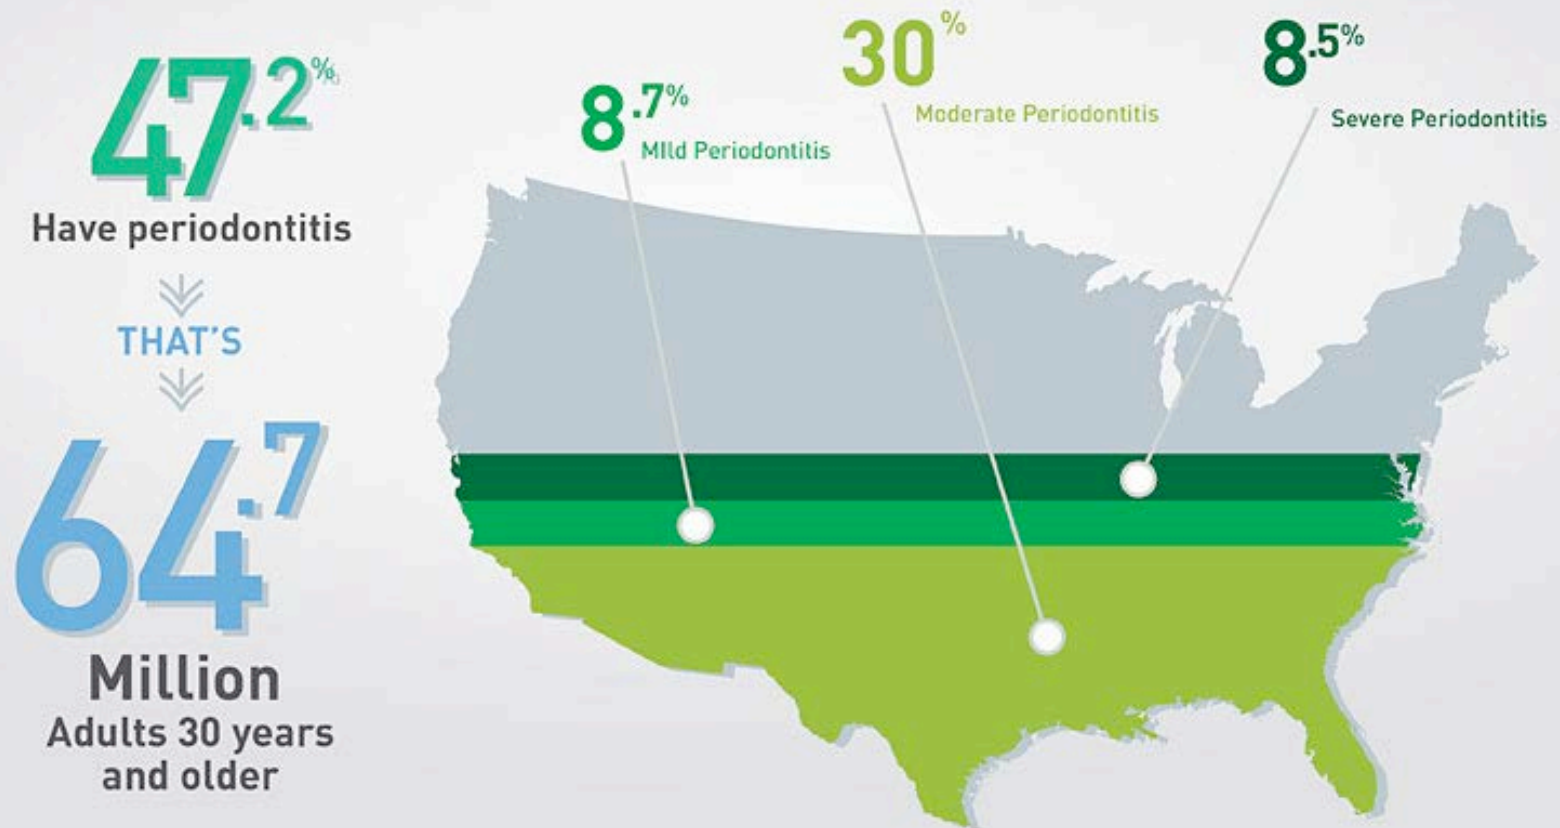 47.2%
Have periodontitis
THAT'S
64.7
Million
Adults 30 years
and older
8.7%
MIld Periodontitis
30%
Moderate Periodontitis
8.5%
Severe Periodontitis